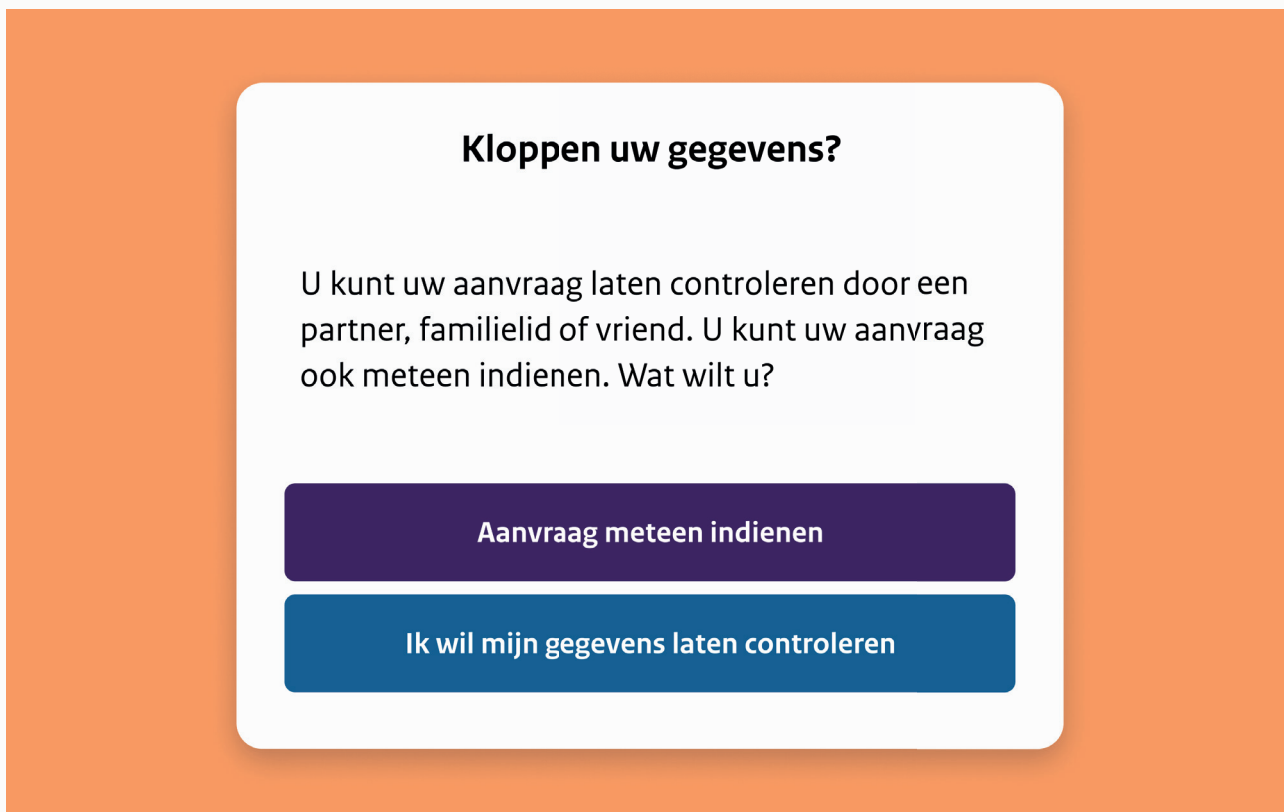 Kloppen uw gegevens?
U kunt uw aanvraag laten controleren door een
partner, familielid of vriend. U kunt uw aanvraag
ook meteen indienen. Wat wilt u?
Aanvraag meteen indienen
Ik wil mijn gegevens laten controleren